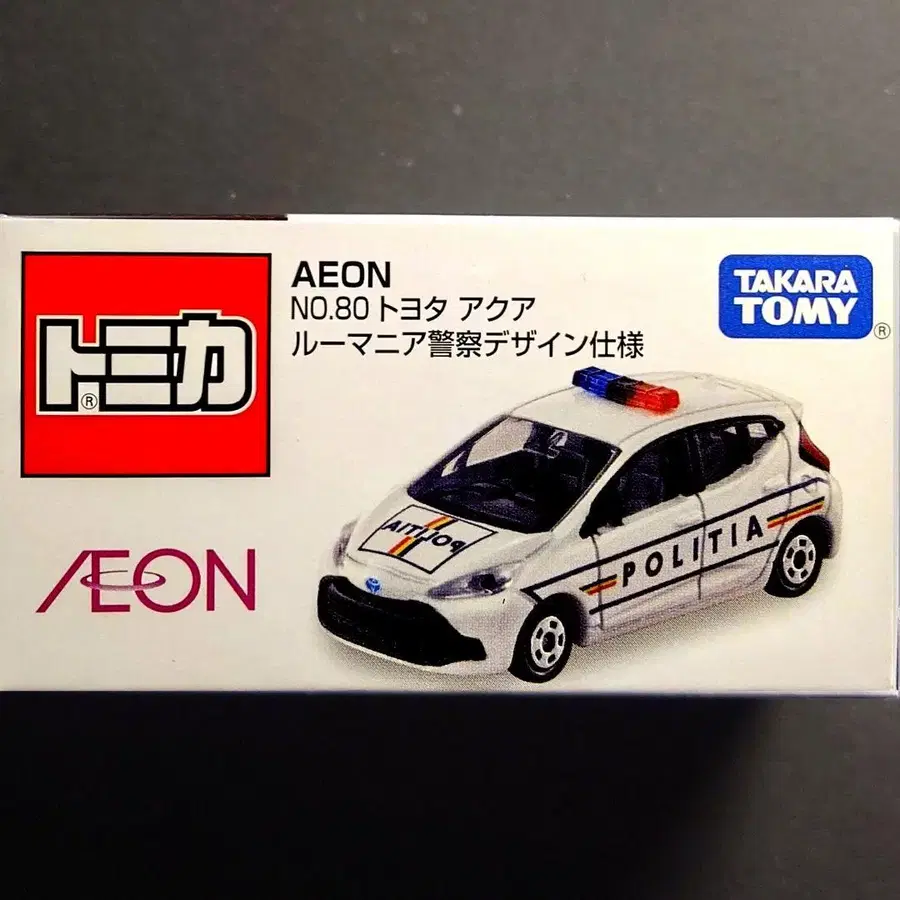 トミカ
®
AEON
NO.80 トヨタ アクア
ルーマニア警察デザイン仕様
TAKARA
TOMY
®
ÆON
POLITIA
POLITIA